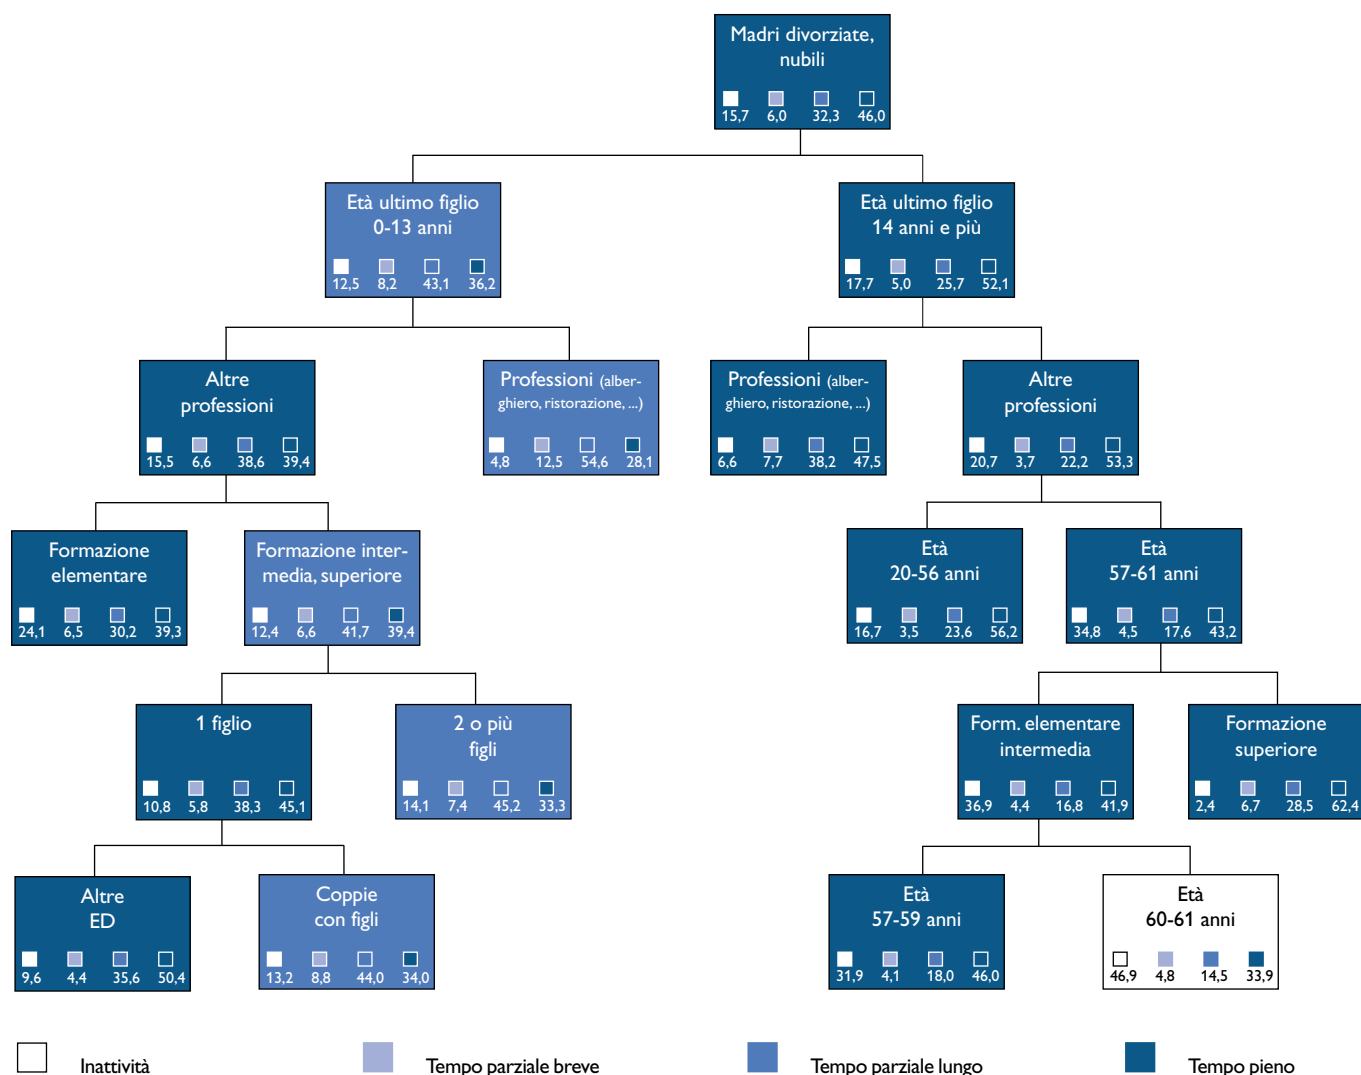 Madri divorziate,
nubili
15,7 6,0 32,3 46,0
Età ultimo figlio
0-13 anni
12,5 8,2 43,1 36,2
Età ultimo figlio
14 anni e più
17,7 5,0 25,7 52,1
Altre
professioni
15,5 6,6 38,6 39,4
Professioni (alber-
ghiero, ristorazione, ...)
4,8 12,5 54,6 28,1
Professioni (alber-
ghiero, ristorazione, ...)
6,6 7,7 38,2 47,5
Altre
professioni
20,7 3,7 22,2 53,3
Formazione
elementare
24,1 6,5 30,2 39,3
Formazione inter-
media, superiore
12,4 6,6 41,7 39,4
Età
20-56 anni
16,7 3,5 23,6 56,2
Età
57-61 anni
34,8 4,5 17,6 43,2
1 figlio
10,8 5,8 38,3 45,1
2 o più
figli
14,1 7,4 45,2 33,3
Form. elementare
intermedia
36,9 4,4 16,8 41,9
Formazione
superiore
2,4 6,7 28,5 62,4
Altre
ED
9,6 4,4 35,6 50,4
Coppie
con figli
13,2 8,8 44,0 34,0
Età
57-59 anni
31,9 4,1 18,0 46,0
Età
60-61 anni
46,9 4,8 14,5 33,9
Inattività Tempo parziale breve Tempo parziale lungo Tempo pieno